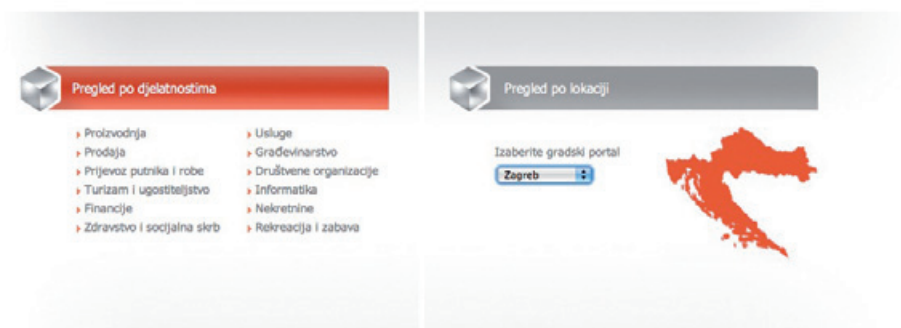 Pregled po djelatnostima
Proizvodnja
Prodaja
Prijevoz putnika i robe
Turizam i ugostiteljstvo
Financije
Zdravstvo i socijalna skrb
Usluge
Građevinarstvo
Društvene organizacije
Informatika
Nekretnine
Rekreacija i zabava
Pregled po lokaciji
Izaberite gradski portal
Zagreb